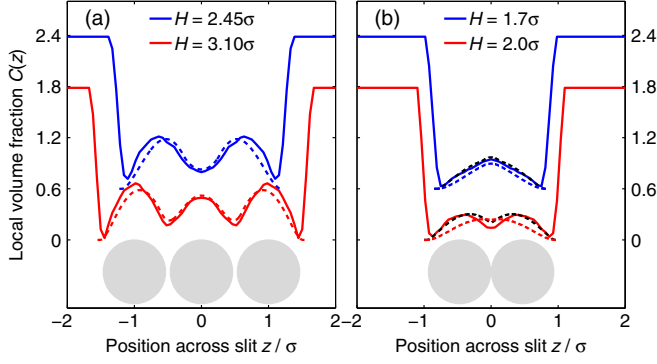 (a)
H = 2.45σ
H = 3.10σ
(b)
H = 1.7σ
H = 2.0σ
Local volume fraction C(z)
2.4
1.8
1.2
0.6
0
2.4
1.8
1.2
0.6
0
−2 −1 0 1 2
−2 −1 0 1 2
Position across slit z / σ
Position across slit z / σ